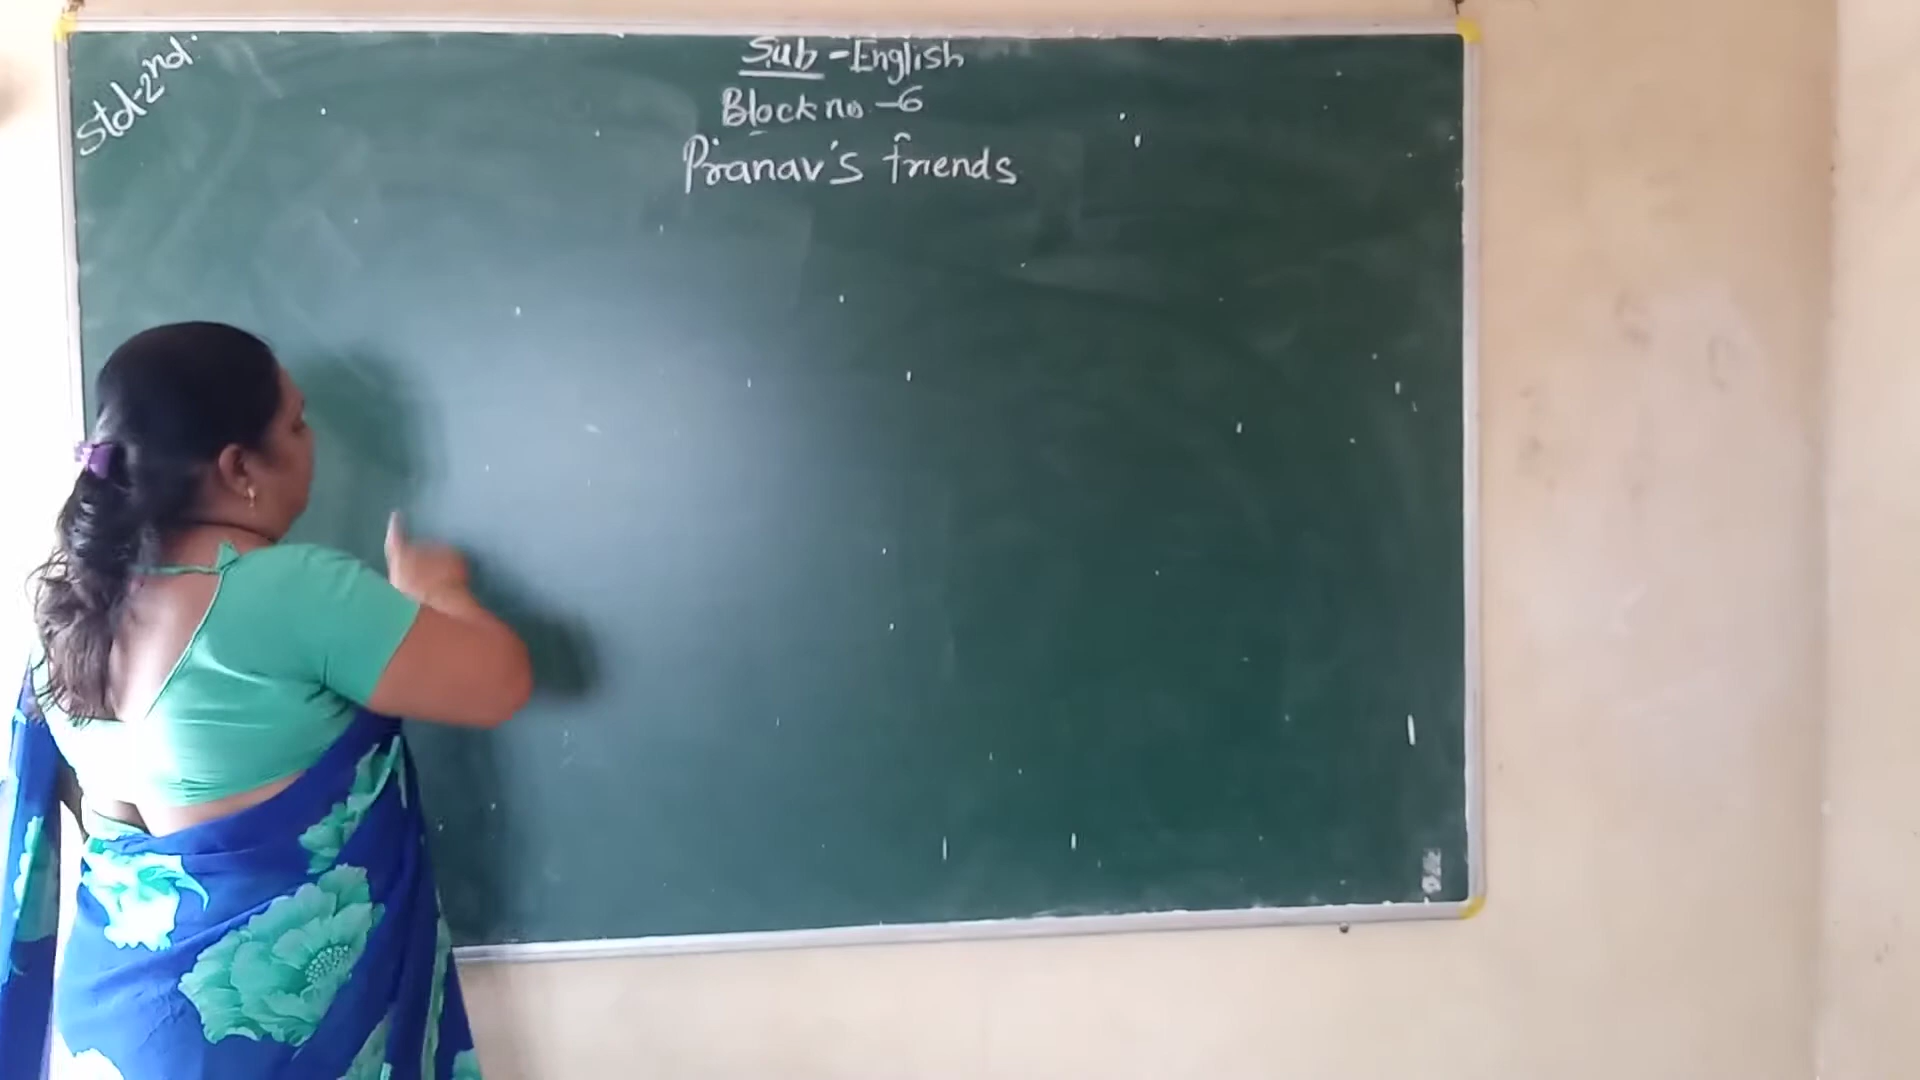 Std-2nd.
Sub - English
Block no - 6
Pranav's friends